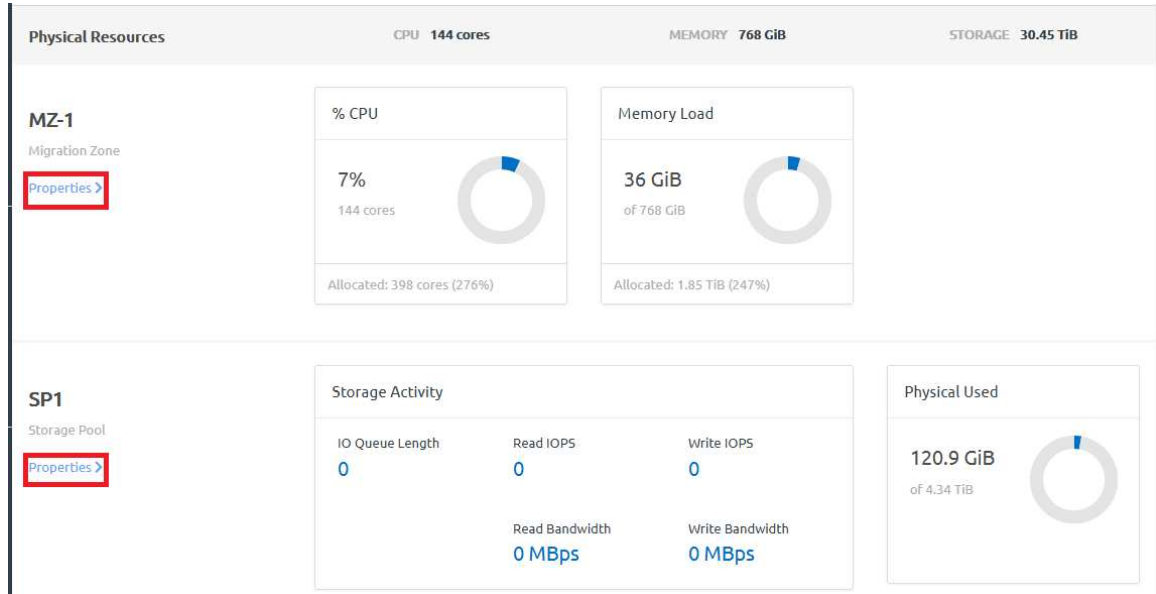 Physical Resources CPU 144 cores MEMORY 768 GiB STORAGE 30.45 TiB
MZ-1
Migration Zone
Properties >
% CPU
7%
144 cores
Allocated: 398 cores (276%)
Memory Load
36 GiB
of 768 GiB
Allocated: 1.85 TiB (247%)
SP1
Storage Pool
Properties >
Storage Activity
IO Queue Length Read IOPS Write IOPS
0 0 0
Read Bandwidth Write Bandwidth
0 MBps 0 MBps
Physical Used
120.9 GiB
of 4.34 TiB